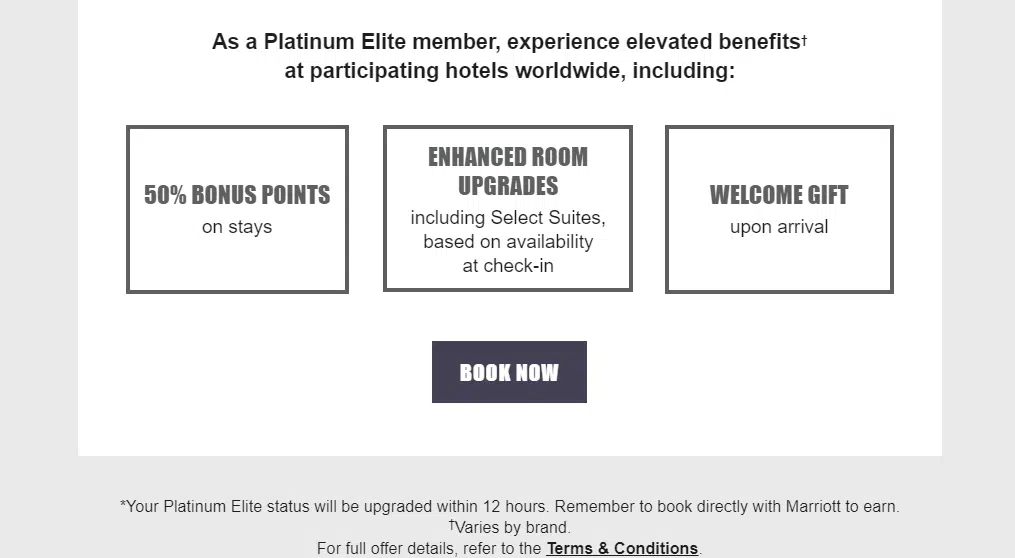 As a Platinum Elite member, experience elevated benefits†
at participating hotels worldwide, including:
50% BONUS POINTS
on stays
ENHANCED ROOM
UPGRADES
including Select Suites,
based on availability
at check-in
WELCOME GIFT
upon arrival
BOOK NOW
*Your Platinum Elite status will be upgraded within 12 hours. Remember to book directly with Marriott to earn.
†Varies by brand.
For full offer details, refer to the Terms & Conditions.